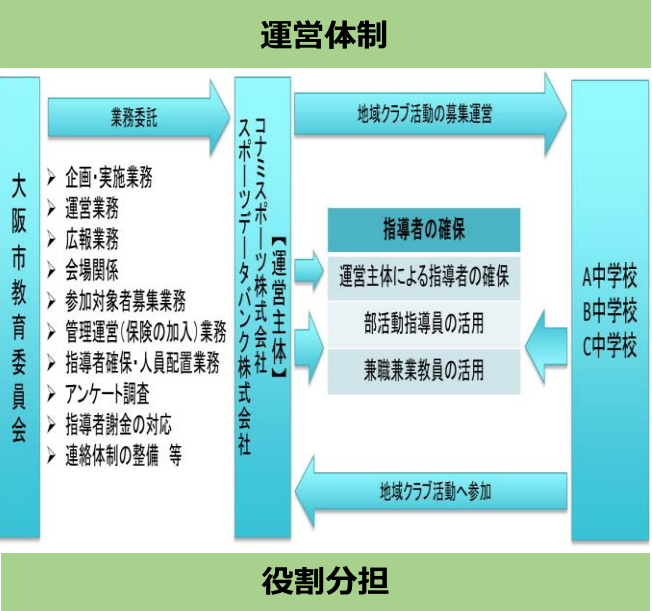 運営体制
大阪市教育委員会
業務委託
➢ 企画・実施業務
➢ 運営業務
➢ 広報業務
➢ 会場関係
➢ 参加対象者募集業務
➢ 管理運営(保険の加入)業務
➢ 指導者確保・人員配置業務
➢ アンケート調査
➢ 指導者謝金の対応
➢ 連絡体制の整備 等
【運営主体】
コナミスポーツ株式会社
スポーツデータバンク株式会社
地域クラブ活動の募集運営
指導者の確保
運営主体による指導者の確保
部活動指導員の活用
兼職兼業教員の活用
地域クラブ活動へ参加
A中学校
B中学校
C中学校
役割分担